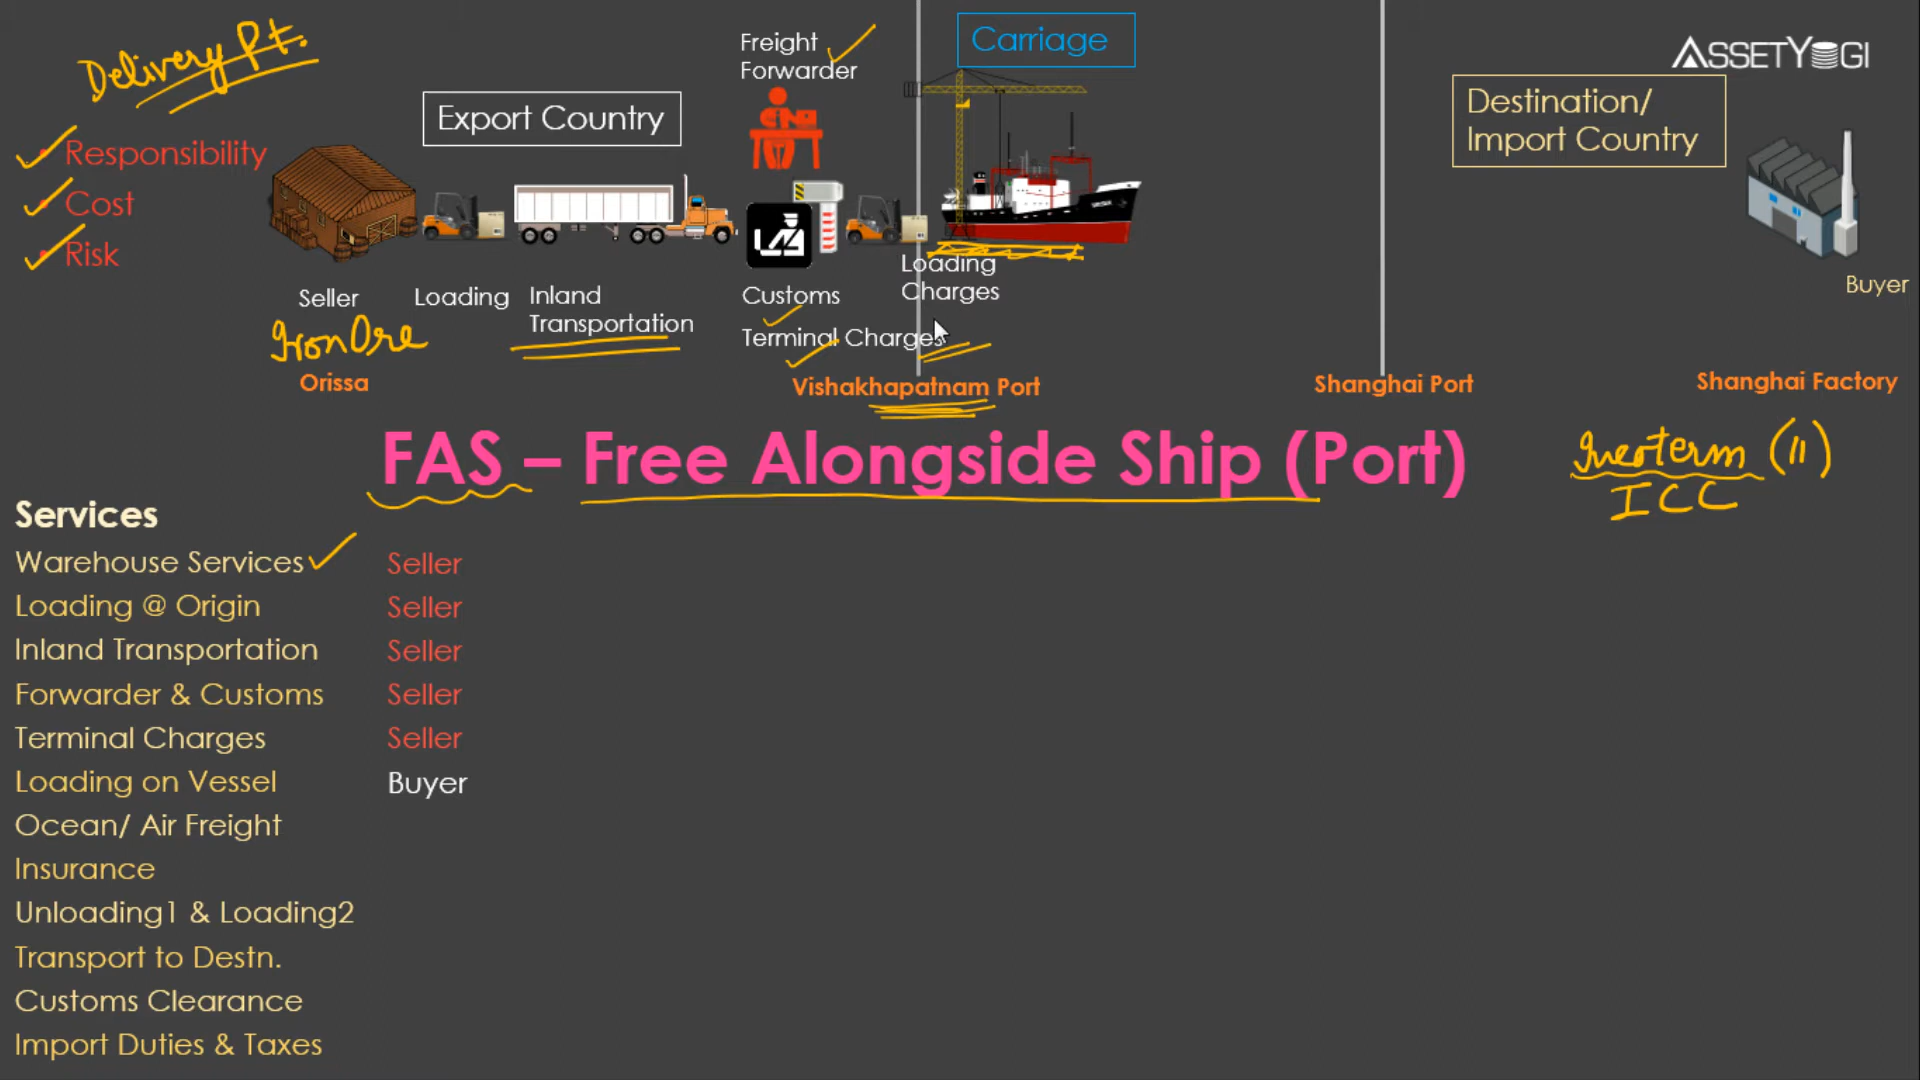 Delivery Pt.
Responsibility
Cost
Risk
Export Country
Freight
Forwarder
Carriage
ASSETYOGI
Destination/
Import Country
Seller
Loading
Inland
Transportation
Customs
Terminal Charges
Loading
Charges
Buyer
Iron Ore
Orissa
Vishakhapatnam Port
Shanghai Port
Shanghai Factory
FAS – Free Alongside Ship (Port)
Incoterm (11)
ICC
Services
Warehouse Services Seller
Loading @ Origin Seller
Inland Transportation Seller
Forwarder & Customs Seller
Terminal Charges Seller
Loading on Vessel Buyer
Ocean/ Air Freight
Insurance
Unloading1 & Loading2
Transport to Destn.
Customs Clearance
Import Duties & Taxes